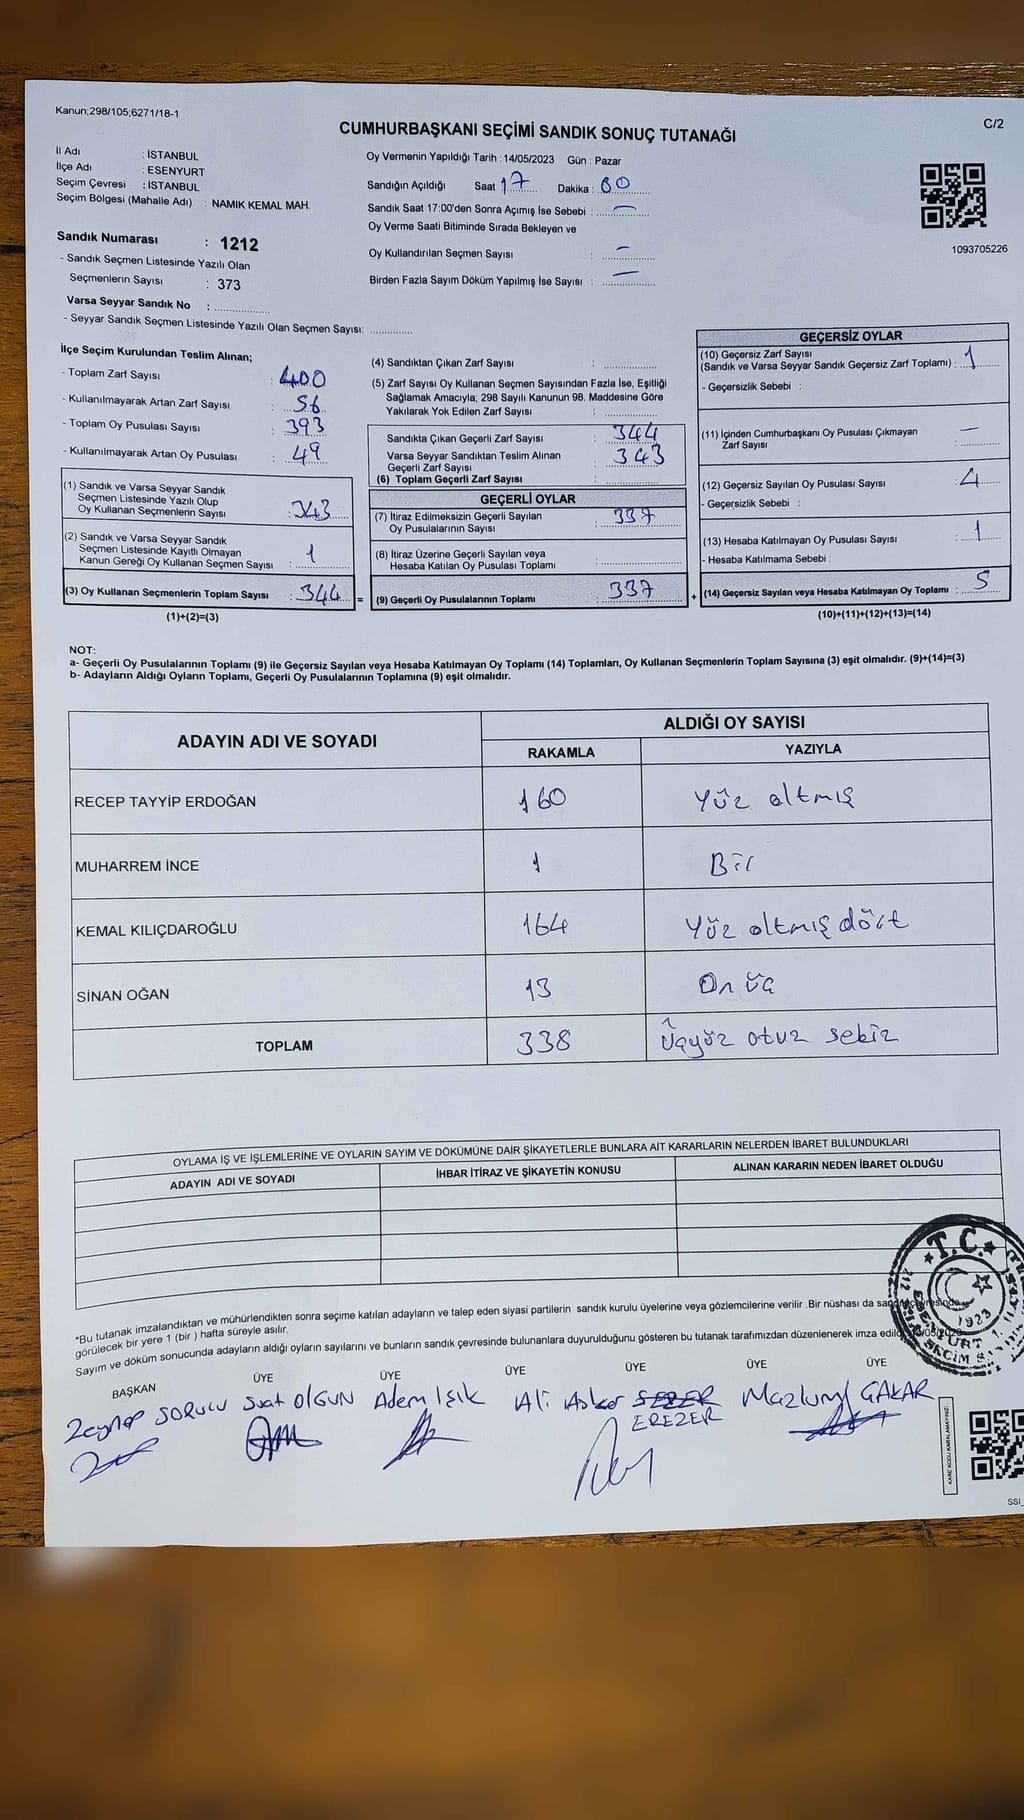 Kanun;298/105;6271/18-1
CUMHURBAŞKANI SEÇİMİ SANDIK SONUÇ TUTANAĞI
C/2
İl Adı : İSTANBUL
İlçe Adı : ESENYURT
Seçim Çevresi : İSTANBUL
Seçim Bölgesi (Mahalle Adı) : NAMIK KEMAL MAH.
Oy Vermenin Yapıldığı Tarih : 14/05/2023 Gün : Pazar
Sandığın Açıldığı Saat 17 Dakika : 00
Sandık Saat 17:00'den Sonra Açımış İse Sebebi : —
Oy Verme Saati Bitiminde Sırada Bekleyen ve
Oy Kullandırılan Seçmen Sayısı : —
Birden Fazla Sayım Döküm Yapılmış İse Sayısı : —
1093705226
Sandık Numarası : 1212
- Sandık Seçmen Listesinde Yazılı Olan
Seçmenlerin Sayısı : 373
Varsa Seyyar Sandık No :
- Seyyar Sandık Seçmen Listesinde Yazılı Olan Seçmen Sayısı:
İlçe Seçim Kurulundan Teslim Alınan;
- Toplam Zarf Sayısı : 400
- Kullanılmayarak Artan Zarf Sayısı : 56
- Toplam Oy Pusulası Sayısı : 393
- Kullanılmayarak Artan Oy Pusulası : 49
(1) Sandık ve Varsa Seyyar Sandık
Seçmen Listesinde Yazılı Olup
Oy Kullanan Seçmenlerin Sayısı : 343
(2) Sandık ve Varsa Seyyar Sandık
Seçmen Listesinde Kayıtlı Olmayan
Kanun Gereği Oy Kullanan Seçmen Sayısı : 1
(3) Oy Kullanan Seçmenlerin Toplam Sayısı : 344 =
(1)+(2)=(3)
(4) Sandıktan Çıkan Zarf Sayısı :
(5) Zarf Sayısı Oy Kullanan Seçmen Sayısından Fazla İse, Eşitliği
Sağlamak Amacıyla; 298 Sayılı Kanunun 98. Maddesine Göre
Yakılarak Yok Edilen Zarf Sayısı :
Sandıkta Çıkan Geçerli Zarf Sayısı : 344
Varsa Seyyar Sandıktan Teslim Alınan : 343
Geçerli Zarf Sayısı
(6) Toplam Geçerli Zarf Sayısı :
GEÇERLİ OYLAR
(7) İtiraz Edilmeksizin Geçerli Sayılan : 337
Oy Pusulalarının Sayısı
(8) İtiraz Üzerine Geçerli Sayılan veya
Hesaba Katılan Oy Pusulası Toplamı :
(9) Geçerli Oy Pusulalarının Toplamı : 337 +
GEÇERSİZ OYLAR
(10) Geçersiz Zarf Sayısı
(Sandık ve Varsa Seyyar Sandık Geçersiz Zarf Toplamı) : 1
- Geçersizlik Sebebi :
(11) İçinden Cumhurbaşkanı Oy Pusulası Çıkmayan
Zarf Sayısı : —
(12) Geçersiz Sayılan Oy Pusulası Sayısı : 4
- Geçersizlik Sebebi :
(13) Hesaba Katılmayan Oy Pusulası Sayısı : 1
- Hesaba Katılmama Sebebi :
(14) Geçersiz Sayılan veya Hesaba Katılmayan Oy Toplamı : 5
(10)+(11)+(12)+(13)=(14)
NOT:
a- Geçerli Oy Pusulalarının Toplamı (9) ile Geçersiz Sayılan veya Hesaba Katılmayan Oy Toplamı (14) Toplamları, Oy Kullanan Seçmenlerin Toplam Sayısına (3) eşit olmalıdır. (9)+(14)=(3)
b- Adayların Aldığı Oyların Toplamı, Geçerli Oy Pusulalarının Toplamına (9) eşit olmalıdır.
ADAYIN ADI VE SOYADI
ALDIĞI OY SAYISI
RAKAMLA YAZIYLA
RECEP TAYYİP ERDOĞAN 160 Yüz altmış
MUHARREM İNCE 1 Bir
KEMAL KILIÇDAROĞLU 164 Yüz altmış dört
SİNAN OĞAN 13 On üç
TOPLAM 338 Üçyüz otuz sekiz
OYLAMA İŞ VE İŞLEMLERİNE VE OYLARIN SAYIM VE DÖKÜMÜNE DAİR ŞİKAYETLERLE BUNLARA AİT KARARLARIN NELERDEN İBARET BULUNDUKLARI
ADAYIN ADI VE SOYADI İHBAR İTİRAZ VE ŞİKAYETİN KONUSU ALINAN KARARIN NEDEN İBARET OLDUĞU
*Bu tutanak imzalandıktan ve mühürlendikten sonra seçime katılan adayların ve talep eden siyasi partilerin sandık kurulu üyelerine veya gözlemcilerine verilir .Bir nüshası da sandık çevresinde
görülecek bir yere 1 (bir ) hafta süreyle asılır.
Sayım ve döküm sonucunda adayların aldığı oyların sayılarını ve bunların sandık çevresinde bulunanlara duyurulduğunu gösteren bu tutanak tarafımızdan düzenlenerek imza edildi. 14/05/2023
T.C.
1923
ESENYURT
BAŞKAN ÜYE ÜYE ÜYE ÜYE ÜYE ÜYE
Zeynep SORUCU Suat OLGUN Adem Işık Ali Asker SEZER Mazlum ÇAKAR
EREZER
KARE KODU KARALAMAYINIZ!
SSI_